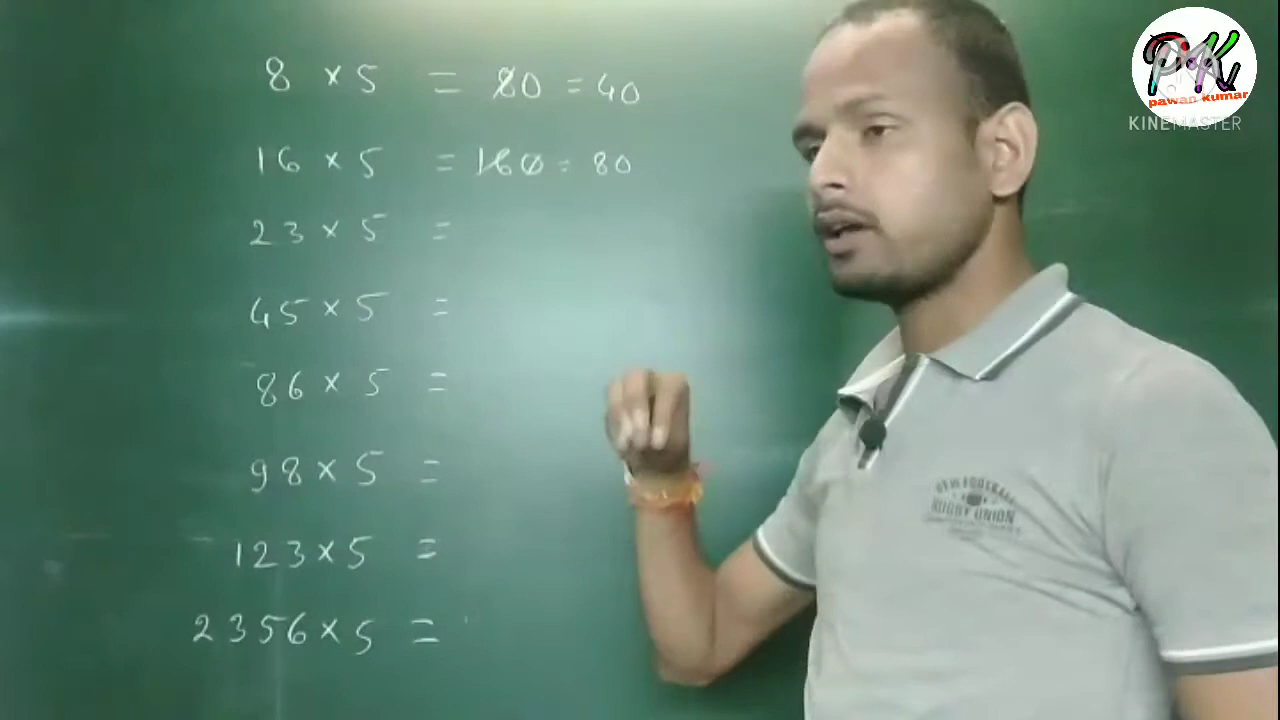 8 × 5 = 80 = 40
16 × 5 = 160 = 80
23 × 5 =
45 × 5 =
86 × 5 =
98 × 5 =
123 × 5 =
2356 × 5 =
PK
pawan kumar
KINEMASTER
RUGBY UNION